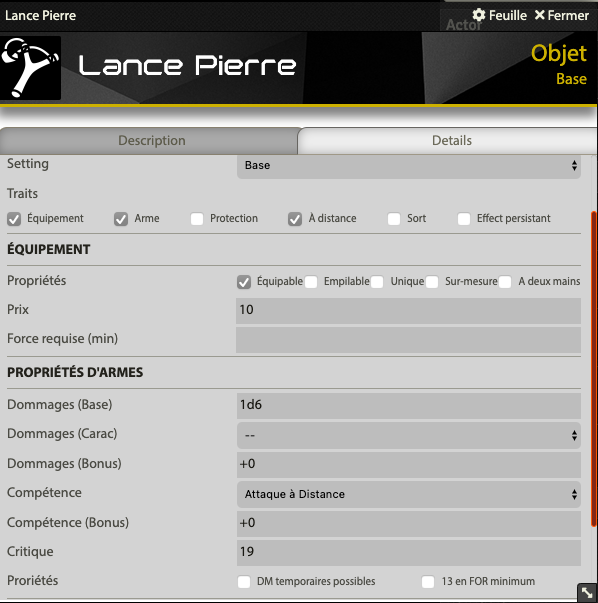 Lance Pierre
Actor
Feuille Fermer
Lance Pierre
Objet
Base
Description Details
Setting Base
Traits
Équipement Arme Protection À distance Sort Effect persistant
ÉQUIPEMENT
Propriétés Équipable Empilable Unique Sur-mesure A deux mains
Prix 10
Force requise (min)
PROPRIÉTÉS D'ARMES
Dommages (Base) 1d6
Dommages (Carac) --
Dommages (Bonus) +0
Compétence Attaque à Distance
Compétence (Bonus) +0
Critique 19
Proriétés DM temporaires possibles 13 en FOR minimum